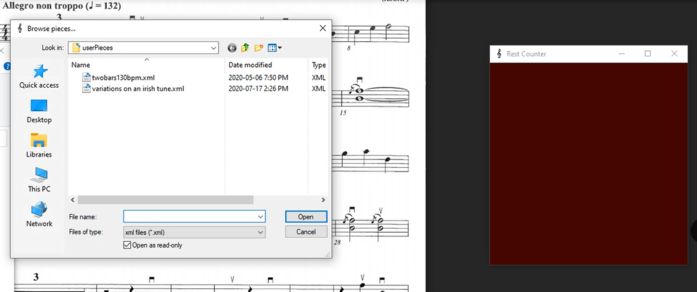 Allegro non troppo (♩ = 132)
3
Browse pieces...
Look in: userPieces
Name Date modified Type
twobars130bpm.xml 2020-05-06 7:50 PM XML
variations on an irish tune.xml 2020-07-17 2:26 PM XML
Quick access
Desktop
Libraries
This PC
Network
File name: Open
Files of type: xml files (*.xml) Cancel
Open as read-only
8
15
28
3
Rest Counter